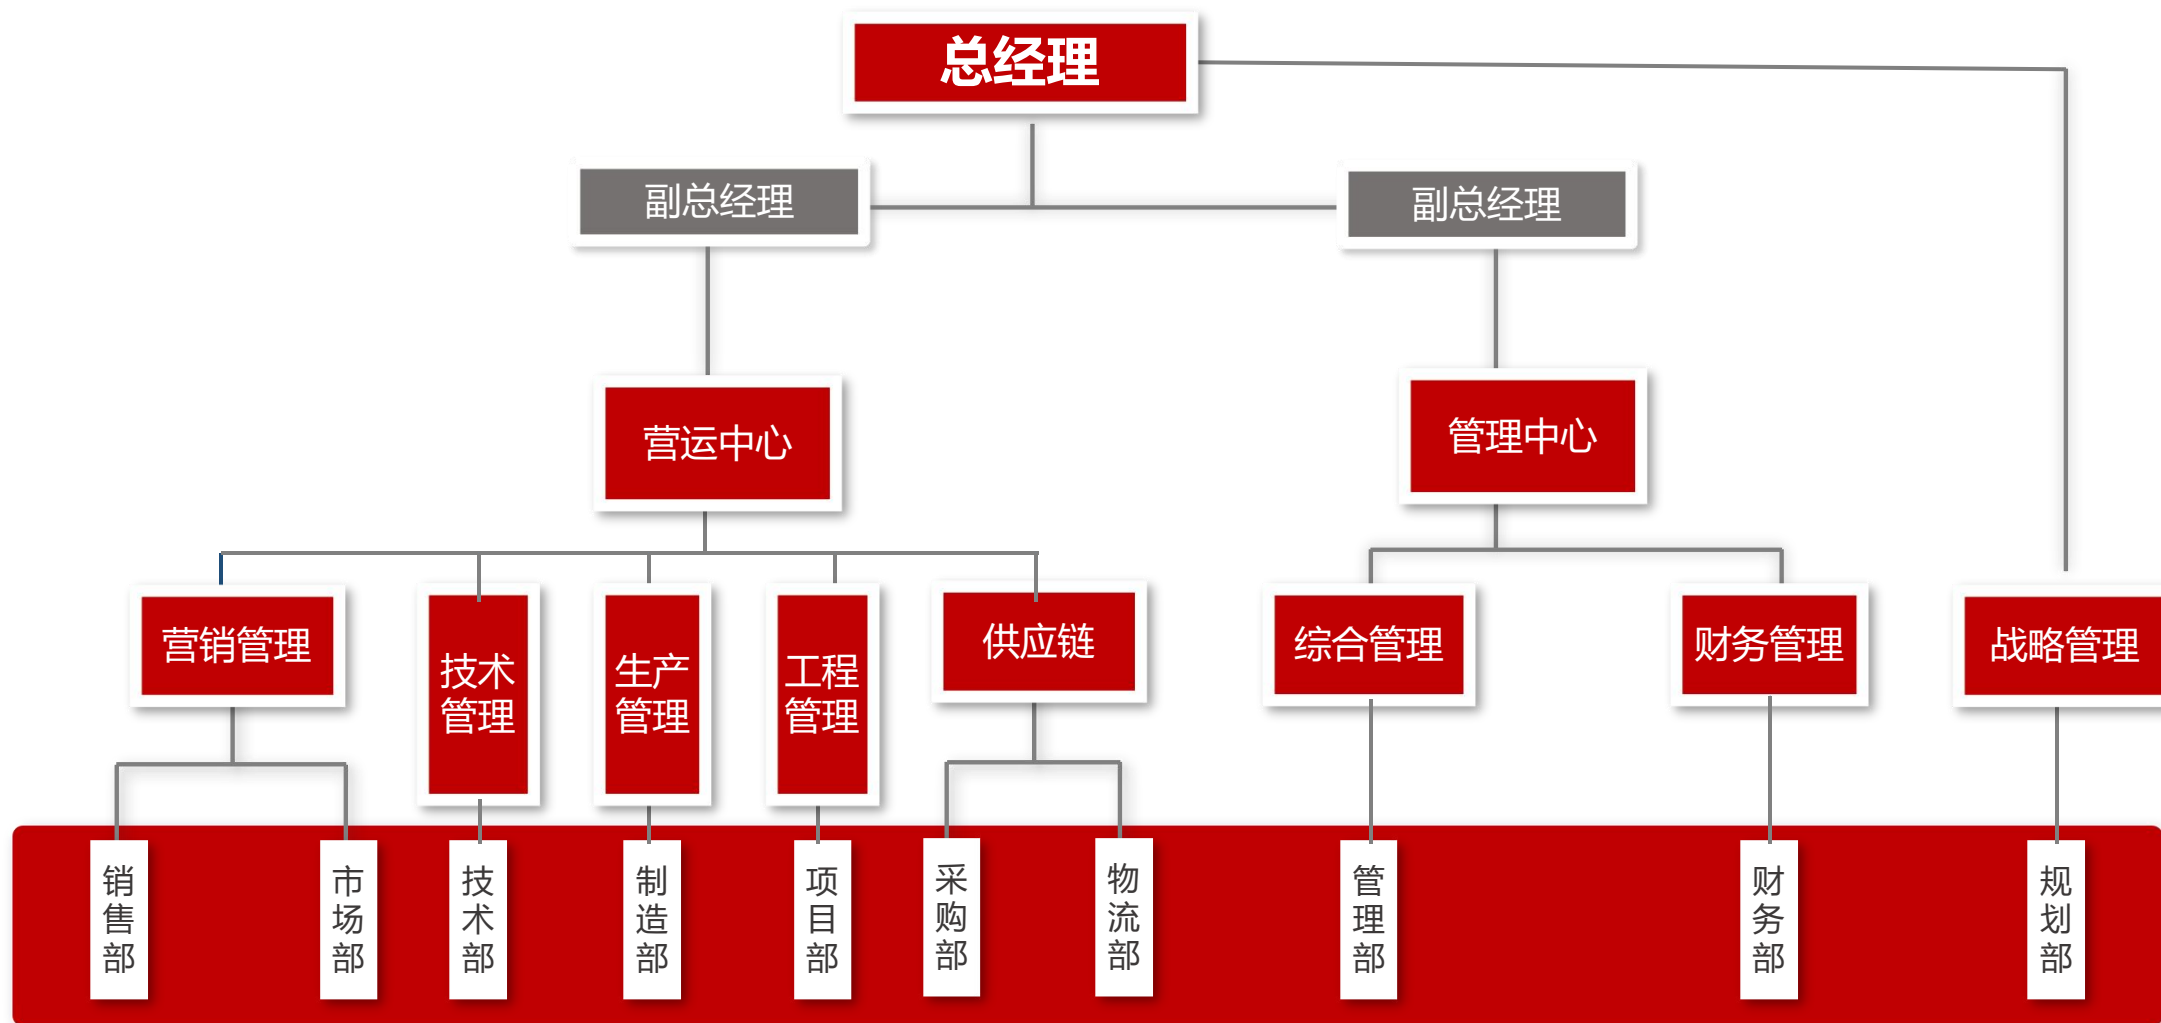 总经理
副总经理
副总经理
营运中心
管理中心
营销管理
技术
管理
生产
管理
工程
管理
供应链
综合管理
财务管理
战略管理
销售部
市场部
技术部
制造部
项目部
采购部
物流部
管理部
财务部
规划部